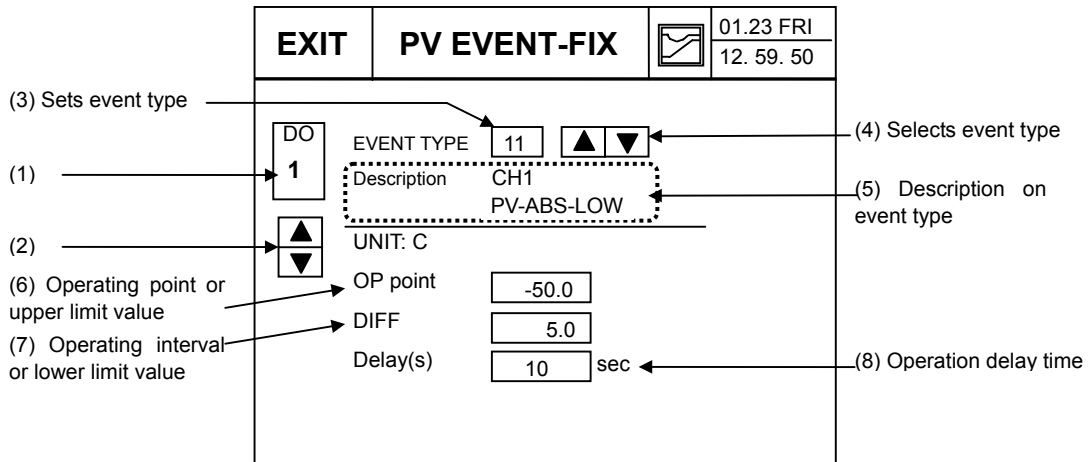 EXIT
PV EVENT-FIX
01.23 FRI
12. 59. 50
(3) Sets event type
DO
1
EVENT TYPE 11
(4) Selects event type
(1)
Description CH1
PV-ABS-LOW
(5) Description on
event type
(2)
UNIT: C
(6) Operating point or
upper limit value
OP point -50.0
(7) Operating interval
or lower limit value
DIFF 5.0
Delay(s) 10 sec
(8) Operation delay time